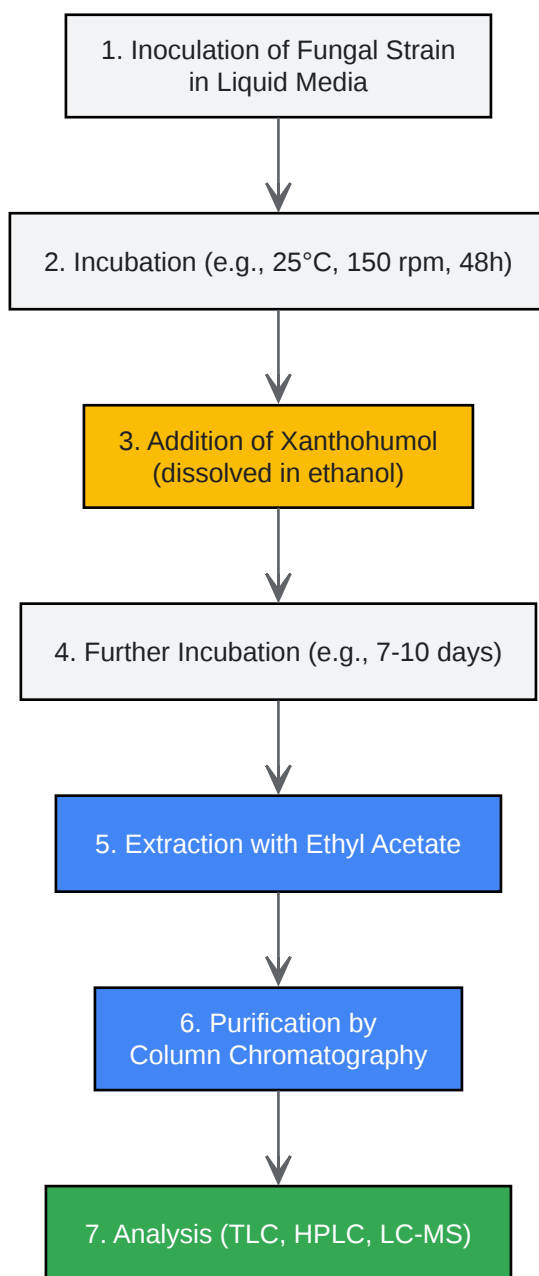 1. Inoculation of Fungal Strain
in Liquid Media
2. Incubation (e.g., 25°C, 150 rpm, 48h)
3. Addition of Xanthohumol
(dissolved in ethanol)
4. Further Incubation (e.g., 7-10 days)
5. Extraction with Ethyl Acetate
6. Purification by
Column Chromatography
7. Analysis (TLC, HPLC, LC-MS)